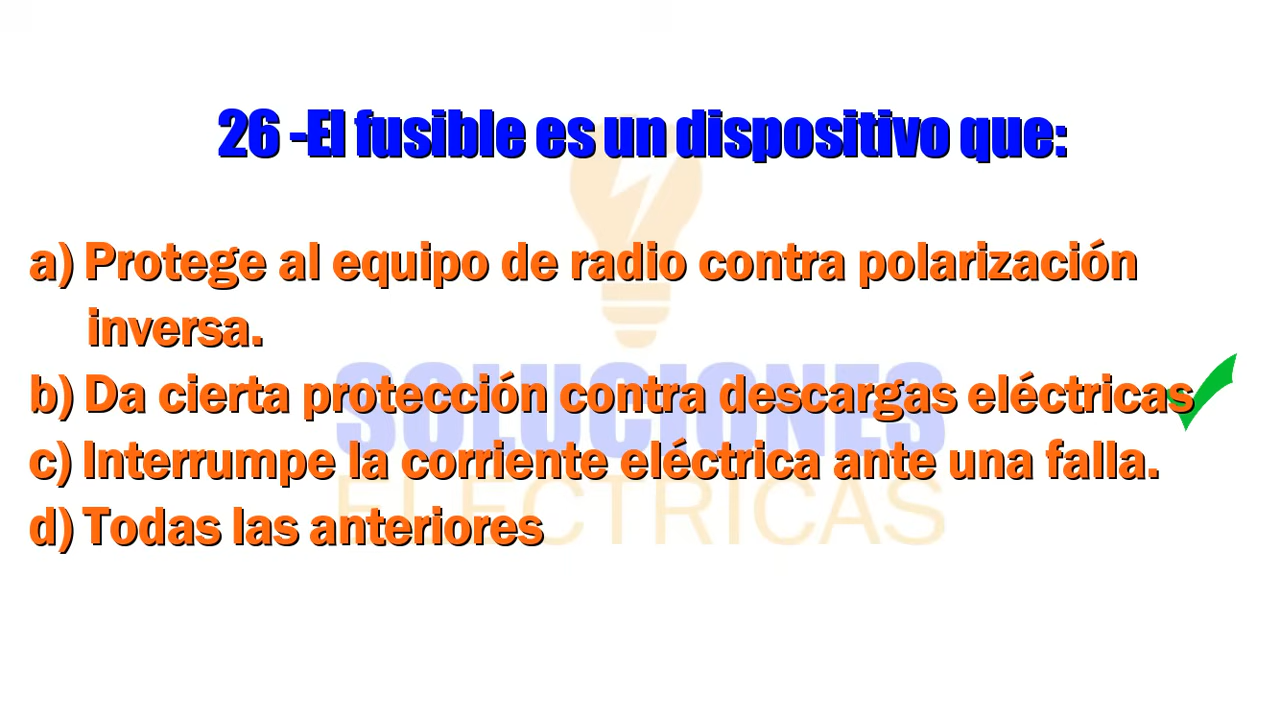 26 -El fusible es un dispositivo que:
a) Protege al equipo de radio contra polarización
inversa.
b) Da cierta protección contra descargas eléctricas
c) Interrumpe la corriente eléctrica ante una falla.
d) Todas las anteriores
SOLUCIONES
ELECTRICAS